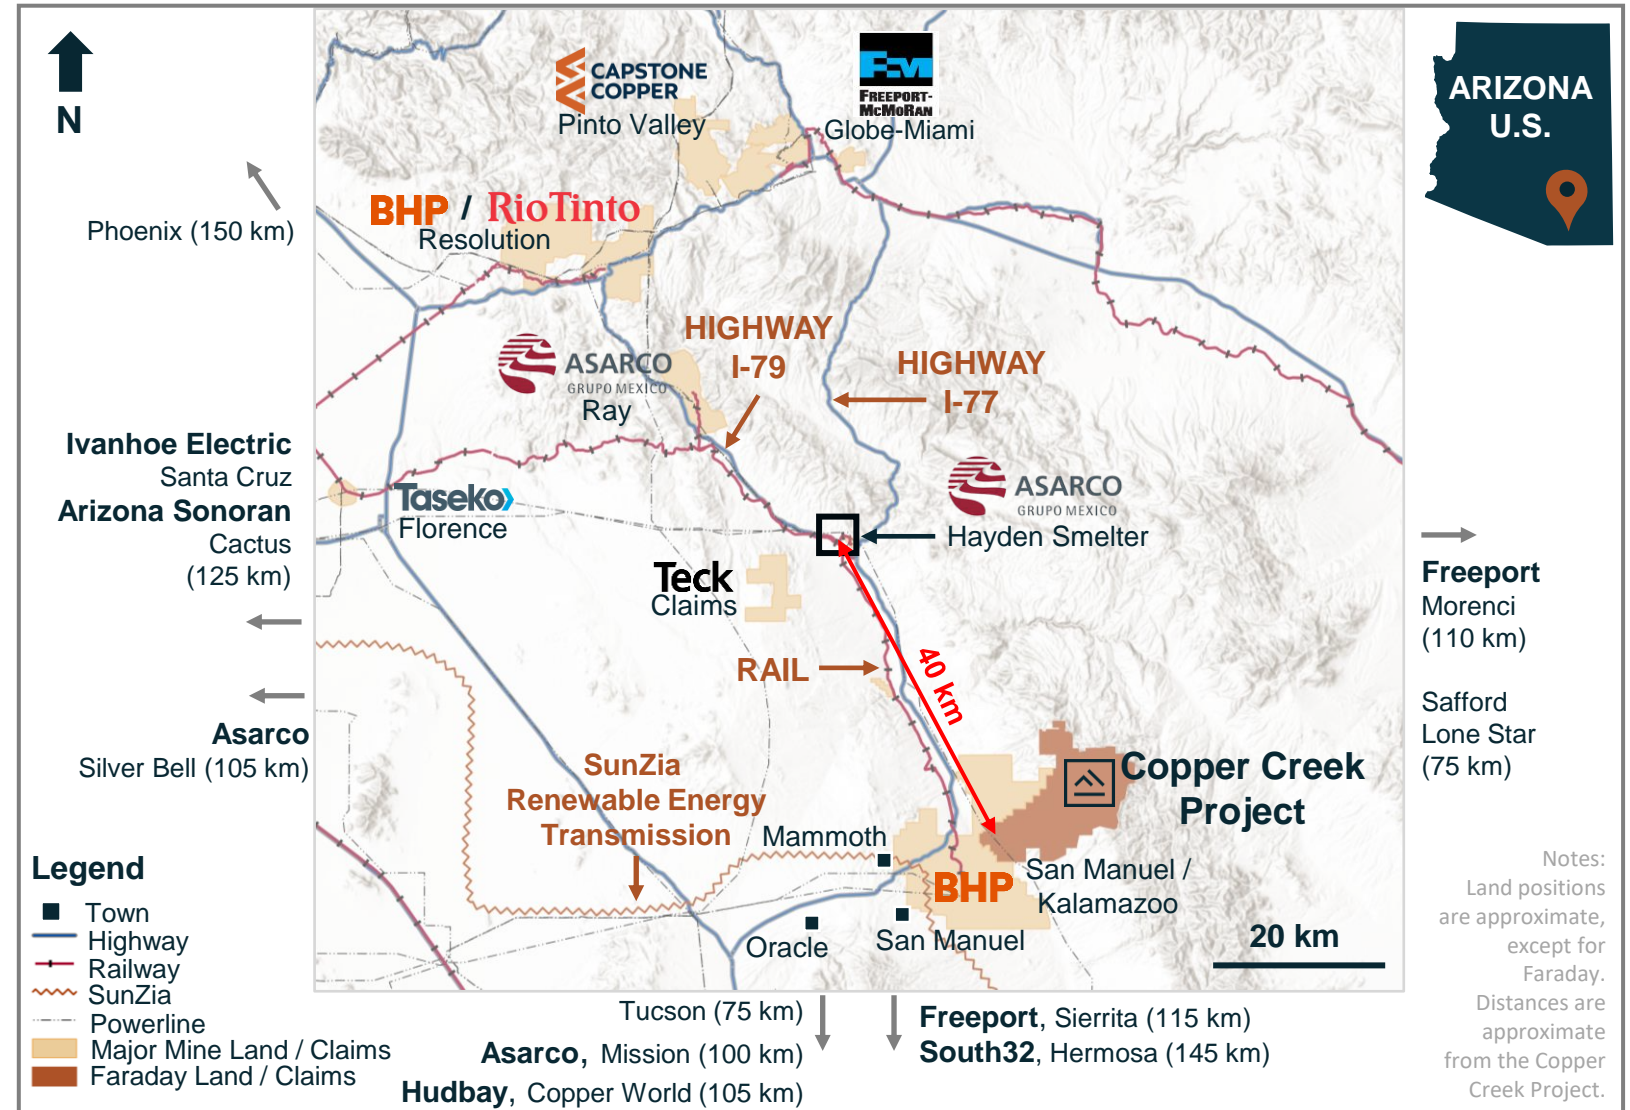 N
CAPSTONE
COPPER
Pinto Valley
FCX
FREEPORT-
McMoRAN
Globe-Miami
ARIZONA
U.S.
Phoenix (150 km)
BHP / RioTinto
Resolution
HIGHWAY
I-79
HIGHWAY
I-77
ASARCO
GRUPO MEXICO
Ray
Ivanhoe Electric
Santa Cruz
Arizona Sonoran
Cactus
(125 km)
Taseko
Florence
ASARCO
GRUPO MEXICO
Hayden Smelter
Teck
Claims
Freeport
Morenci
(110 km)
Safford
Lone Star
(75 km)
RAIL
40 km
Asarco
Silver Bell (105 km)
SunZia
Renewable Energy
Transmission
Copper Creek
Project
Mammoth
BHP
San Manuel /
Kalamazoo
Oracle
San Manuel
20 km
Legend
Town
Highway
Railway
SunZia
Powerline
Major Mine Land / Claims
Faraday Land / Claims
Tucson (75 km)
Asarco, Mission (100 km)
Hudbay, Copper World (105 km)
Freeport, Sierrita (115 km)
South32, Hermosa (145 km)
Notes:
Land positions
are approximate,
except for
Faraday.
Distances are
approximate
from the Copper
Creek Project.